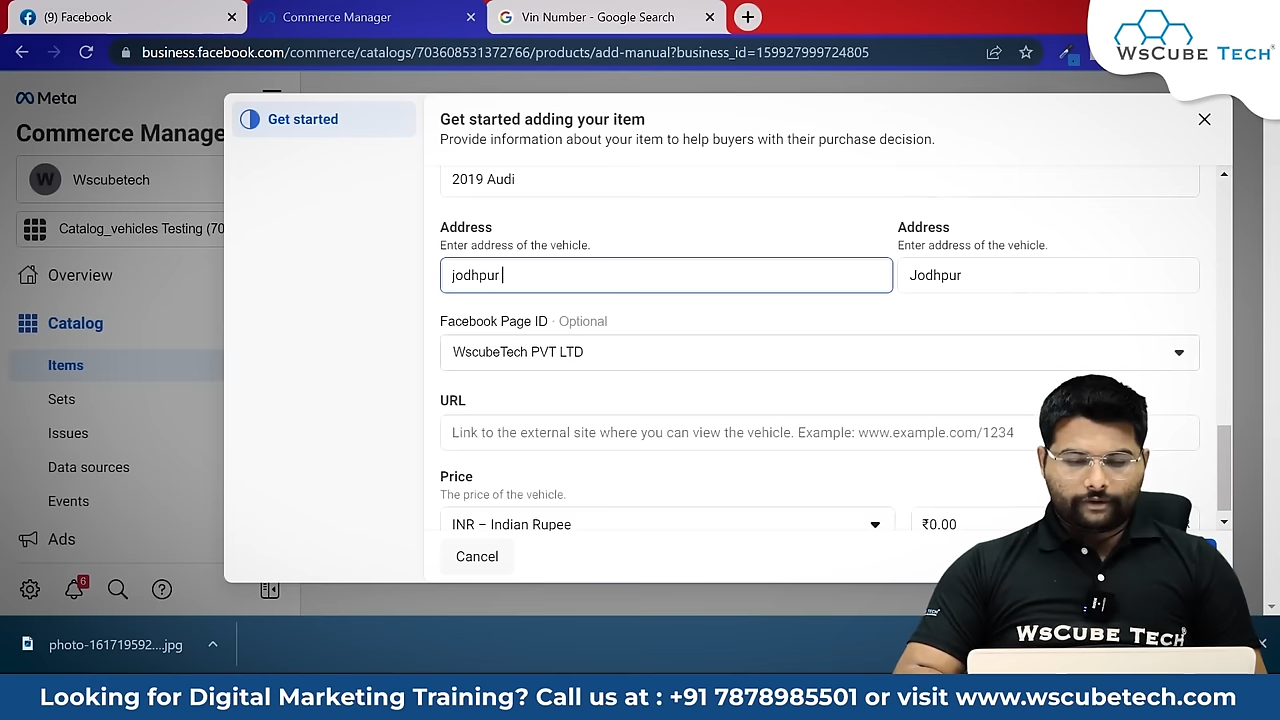 (9) Facebook
Commerce Manager
Vin Number - Google Search
business.facebook.com/commerce/catalogs/703608531372766/products/add-manual?business_id=159927999724805
WsCube Tech
Meta
Commerce Manage
W
Wscubetech
Catalog_vehicles Testing (70
Overview
Catalog
Items
Sets
Issues
Data sources
Events
Ads
6
Get started
Get started adding your item
Provide information about your item to help buyers with their purchase decision.
2019 Audi
Address
Enter address of the vehicle.
jodhpur
Address
Enter address of the vehicle.
Jodhpur
Facebook Page ID · Optional
WscubeTech PVT LTD
URL
Link to the external site where you can view the vehicle. Example: www.example.com/1234
Price
The price of the vehicle.
INR – Indian Rupee
₹0.00
Cancel
photo-161719592....jpg
WsCube Tech
Looking for Digital Marketing Training? Call us at : +91 7878985501 or visit www.wscubetech.com